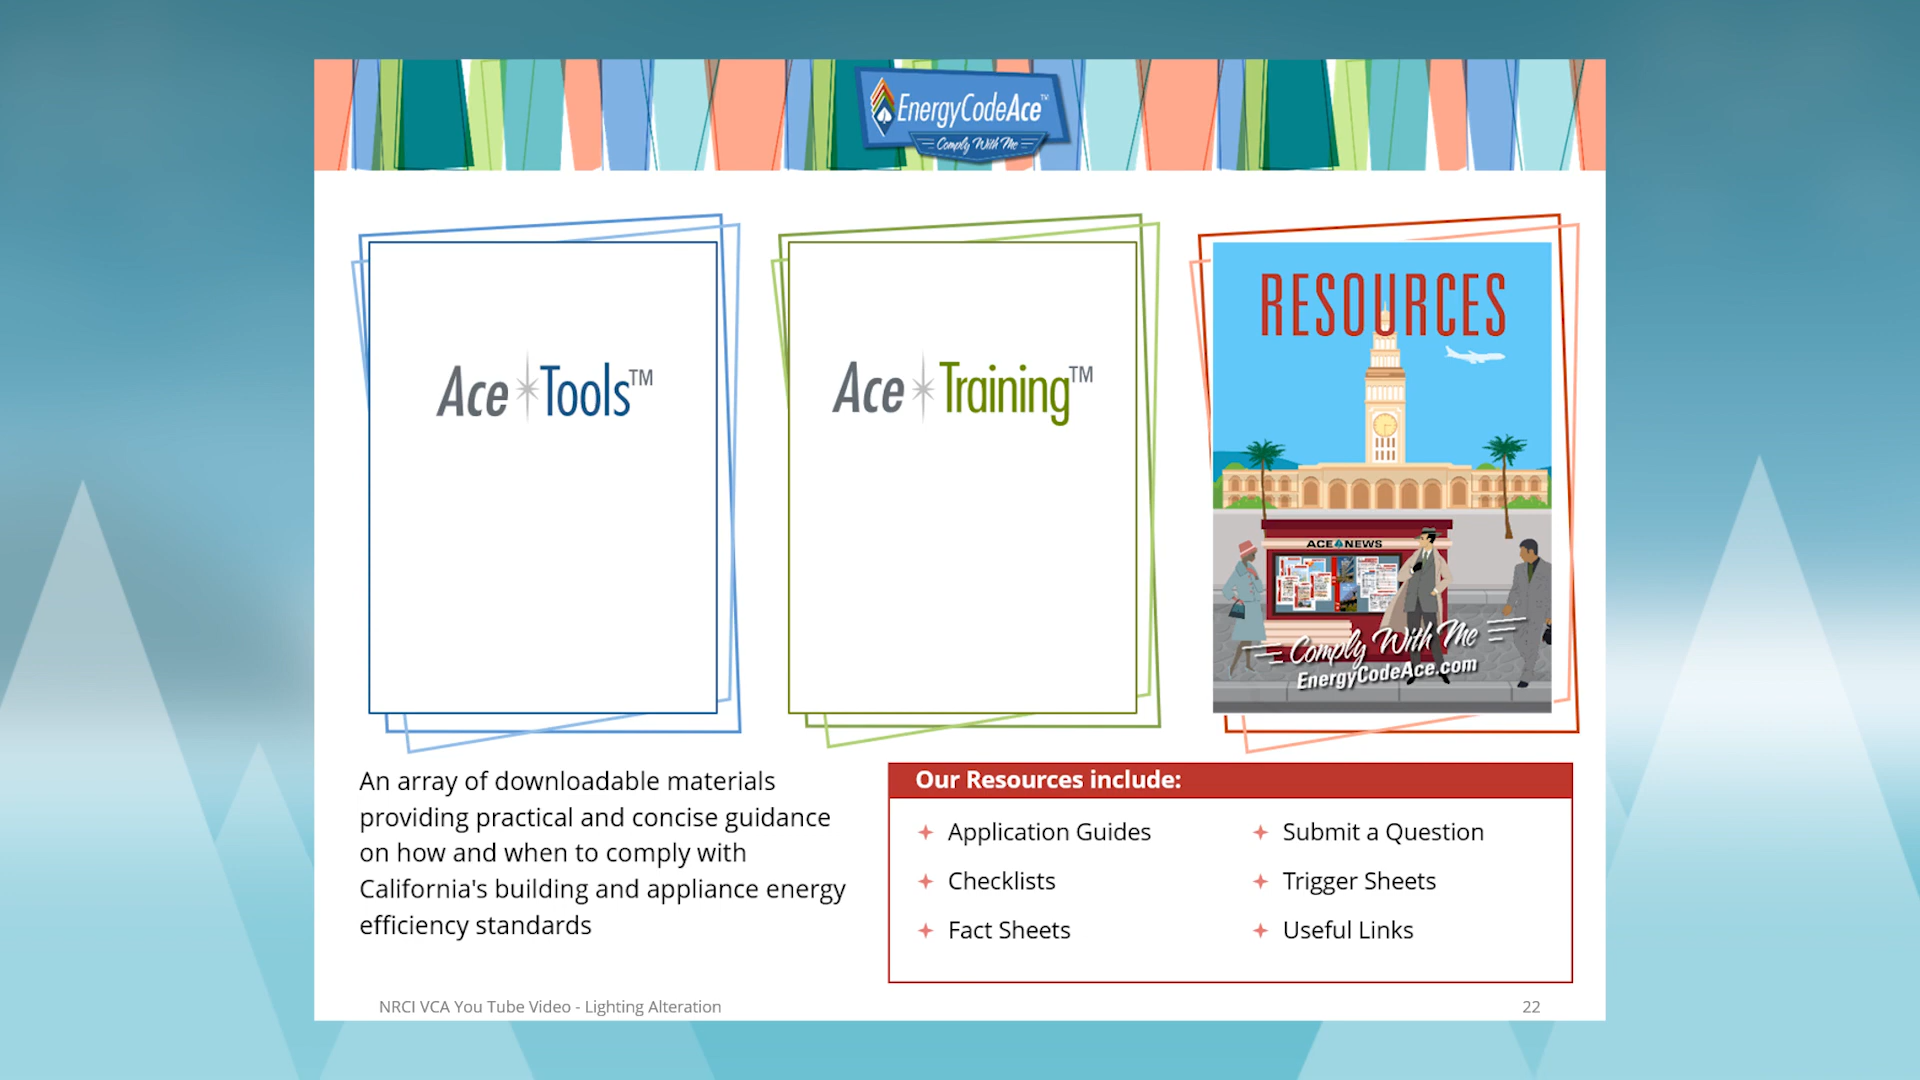 EnergyCodeAce™
Comply With Me
Ace Tools™
Ace Training™
RESOURCES
ACE NEWS
Comply With Me
EnergyCodeAce.com
An array of downloadable materials
providing practical and concise guidance
on how and when to comply with
California's building and appliance energy
efficiency standards
Our Resources include:
Application Guides
Checklists
Fact Sheets
Submit a Question
Trigger Sheets
Useful Links
NRCI VCA You Tube Video - Lighting Alteration
22